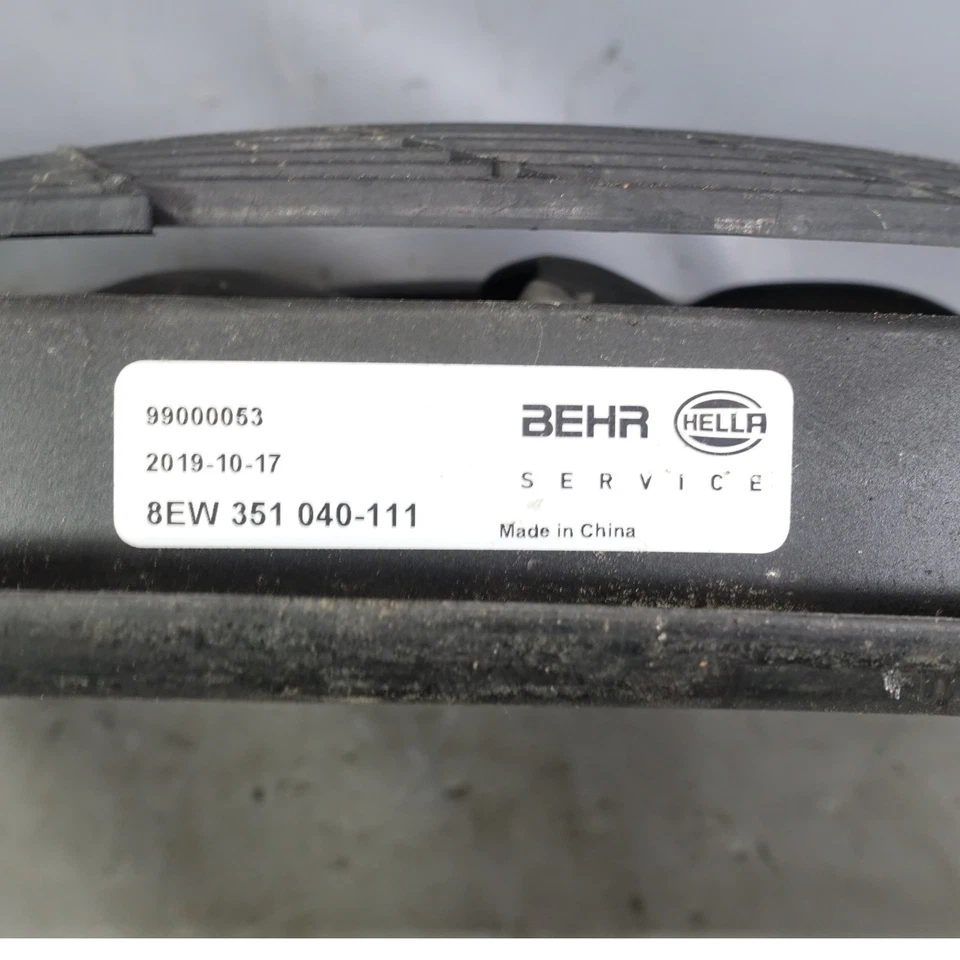 99000053
2019-10-17
8EW 351 040-111
BEHR HELLA
SERVICE
Made in China